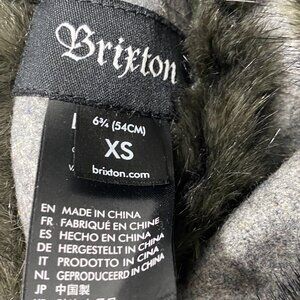 Brixton
6¾ (54CM)
XS
brixton.com
EN MADE IN CHINA
FR FABRIQUÉ EN CHINE
ES HECHO EN CHINA
DE HERGESTELLT IN CHINA
IT PRODOTTO IN CINA
NL GEPRODUCEERD IN CHINA
JP 中国製